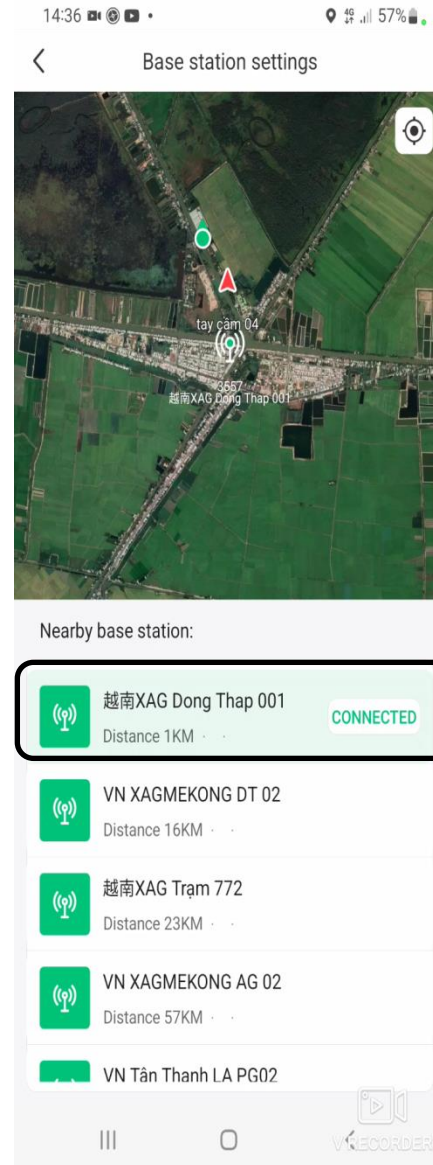 14:36
4G
57%
Base station settings
tay cầm 04
3557
越南XAG Dong Thap 001
Nearby base station:
越南XAG Dong Thap 001
CONNECTED
Distance 1KM · ·
VN XAGMEKONG DT 02
Distance 16KM · ·
越南XAG Trạm 772
Distance 23KM · ·
VN XAGMEKONG AG 02
Distance 57KM · ·
VN Tân Thanh LA PG02
V RECORDER